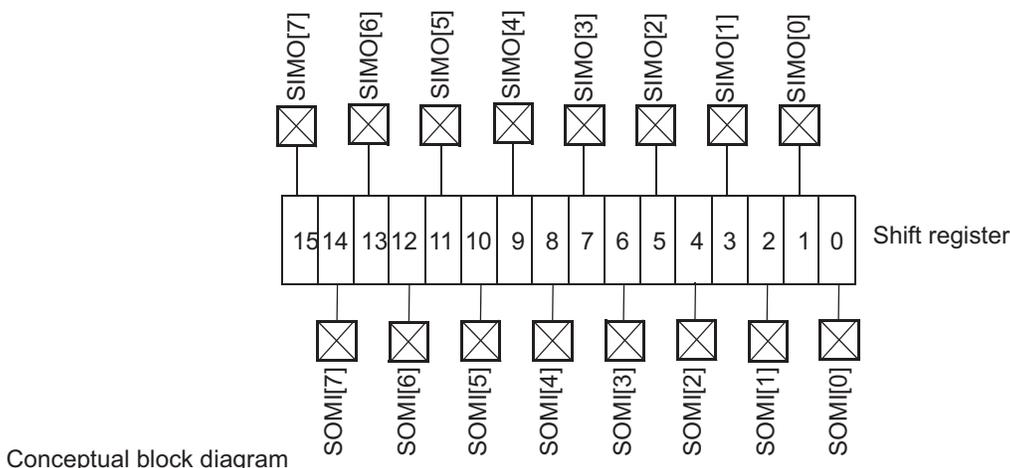 SIMO[7] SIMO[6] SIMO[5] SIMO[4] SIMO[3] SIMO[2] SIMO[1] SIMO[0]
15 14 13 12 11 10 9 8 7 6 5 4 3 2 1 0 Shift register
SOMI[7] SOMI[6] SOMI[5] SOMI[4] SOMI[3] SOMI[2] SOMI[1] SOMI[0]
Conceptual block diagram